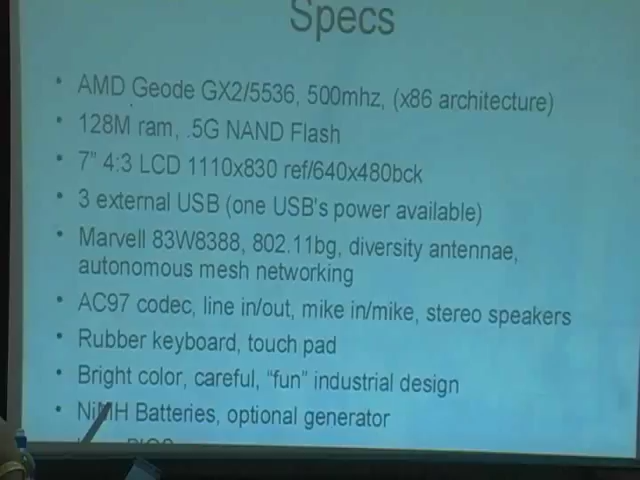 Specs
• AMD Geode GX2/5536, 500mhz, (x86 architecture)
• 128M ram, .5G NAND Flash
• 7" 4:3 LCD 1110x830 ref/640x480bck
• 3 external USB (one USB's power available)
• Marvell 83W8388, 802.11bg, diversity antennae,
autonomous mesh networking
• AC97 codec, line in/out, mike in/mike, stereo speakers
• Rubber keyboard, touch pad
• Bright color, careful, "fun" industrial design
• NiMH Batteries, optional generator
BIOS